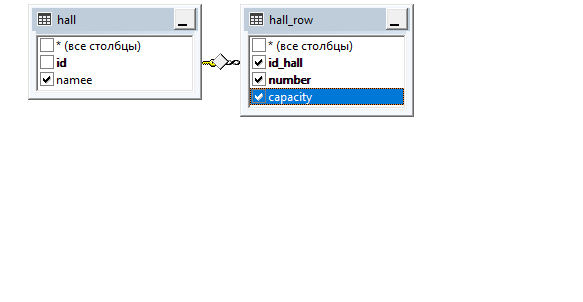 hall
* (все столбцы)
id
namee
hall_row
* (все столбцы)
id_hall
number
capacity